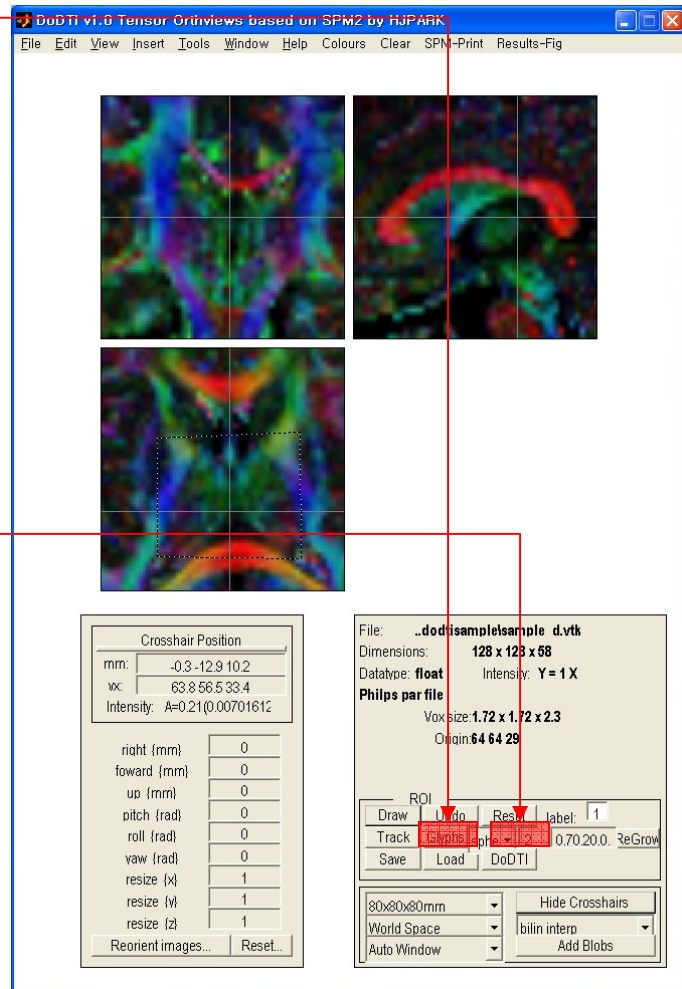 DoDTI v1.0 Tensor Orthviews based on SPM2 by HJPARK
File Edit View Insert Tools Window Help Colours Clear SPM-Print Results-Fig
Crosshair Position
mm: -0.3 -12.9 10.2
vx: 63.8 56.5 33.4
Intensity: A=0.21(0.00701612
right {mm} 0
foward {mm} 0
up {mm} 0
pitch {rad} 0
roll {rad} 0
yaw {rad} 0
resize {x} 1
resize {y} 1
resize {z} 1
Reorient images... Reset...
File: ..dodtisample\sample_d.vtk
Dimensions: 128 x 128 x 58
Datatype: float Intensity: Y = 1 X
Philps par file
Vox size: 1.72 x 1.72 x 2.3
Origin: 64 64 29
ROI
Draw Undo Reset label: 1
Track Glyphs sphe 2 0.70.20.0. ReGrow
Save Load DoDTI
80x80x80mm Hide Crosshairs
World Space bilin interp
Auto Window Add Blobs